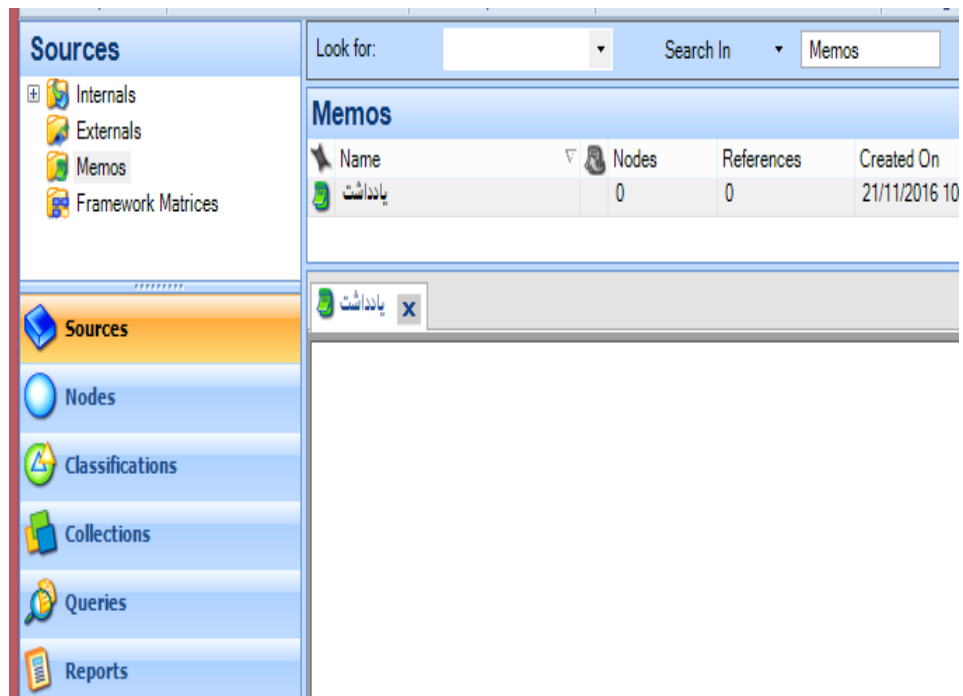 Sources
Internals
Externals
Memos
Framework Matrices
Sources
Nodes
Classifications
Collections
Queries
Reports
Look for: Search In Memos
Memos
Name Nodes References Created On
یادداشت 0 0 21/11/2016 10
یادداشت x